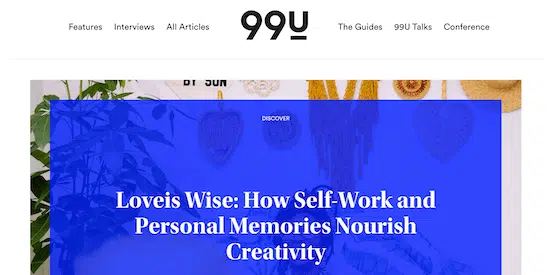 Features Interviews All Articles 99U The Guides 99U Talks Conference
BY SUN
DISCOVER
Loveis Wise: How Self-Work and
Personal Memories Nourish
Creativity